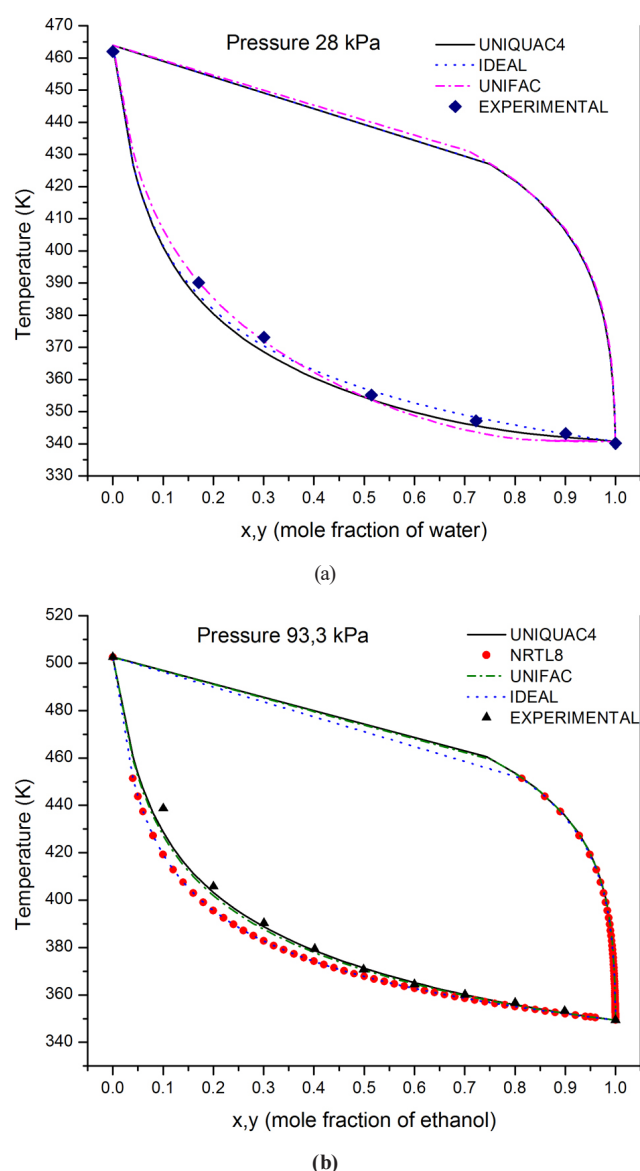 470
460
450
440
430
420
410
400
390
380
370
360
350
340
330
Temperature (K)
Pressure 28 kPa
UNIQUAC4
IDEAL
UNIFAC
EXPERIMENTAL
0.0 0.1 0.2 0.3 0.4 0.5 0.6 0.7 0.8 0.9 1.0
x,y (mole fraction of water)
(a)
520
500
480
460
440
420
400
380
360
340
Temperature (K)
Pressure 93,3 kPa
UNIQUAC4
NRTL8
UNIFAC
IDEAL
EXPERIMENTAL
0.0 0.1 0.2 0.3 0.4 0.5 0.6 0.7 0.8 0.9 1.0
x,y (mole fraction of ethanol)
(b)